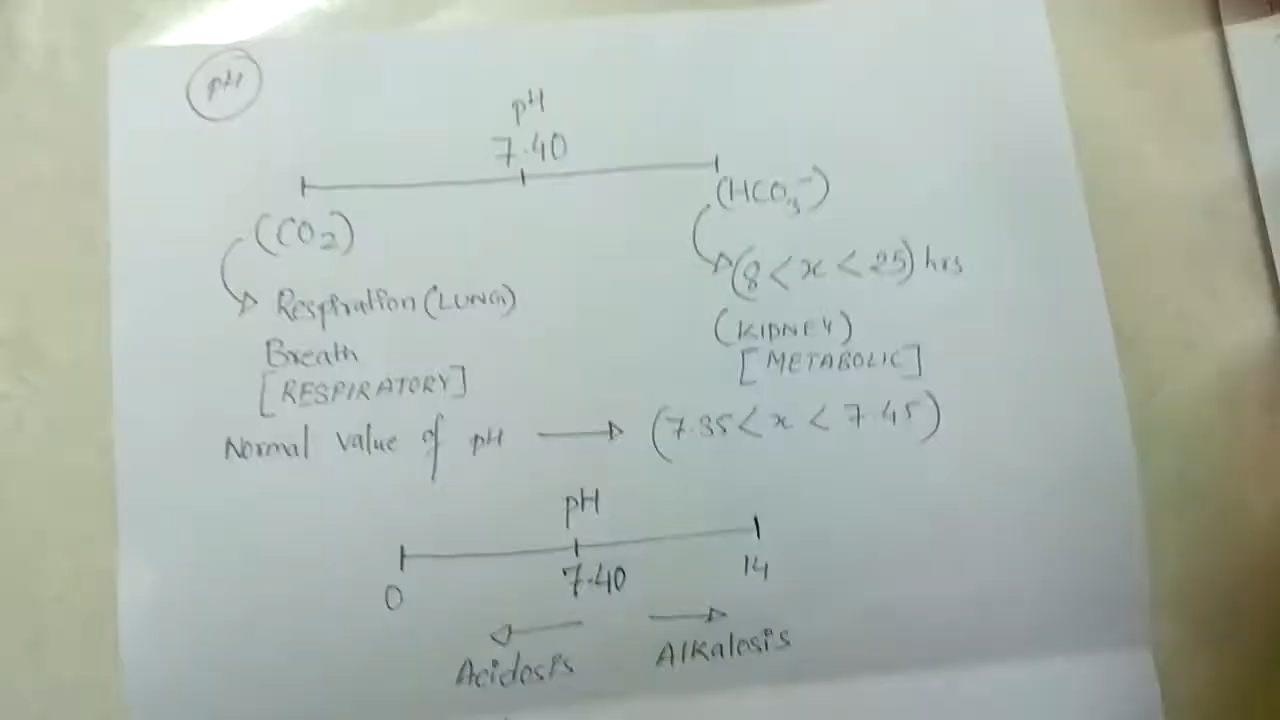 pH
pH
7.40
(CO₂)
(HCO₃⁻)
(8 < x < 25) hrs
Respiration (LUNG)
(KIDNEY)
Breath
[METABOLIC]
[RESPIRATORY]
Normal value of pH → (7.35 < x < 7.45)
pH
0 7.40 14
Acidosis Alkalosis